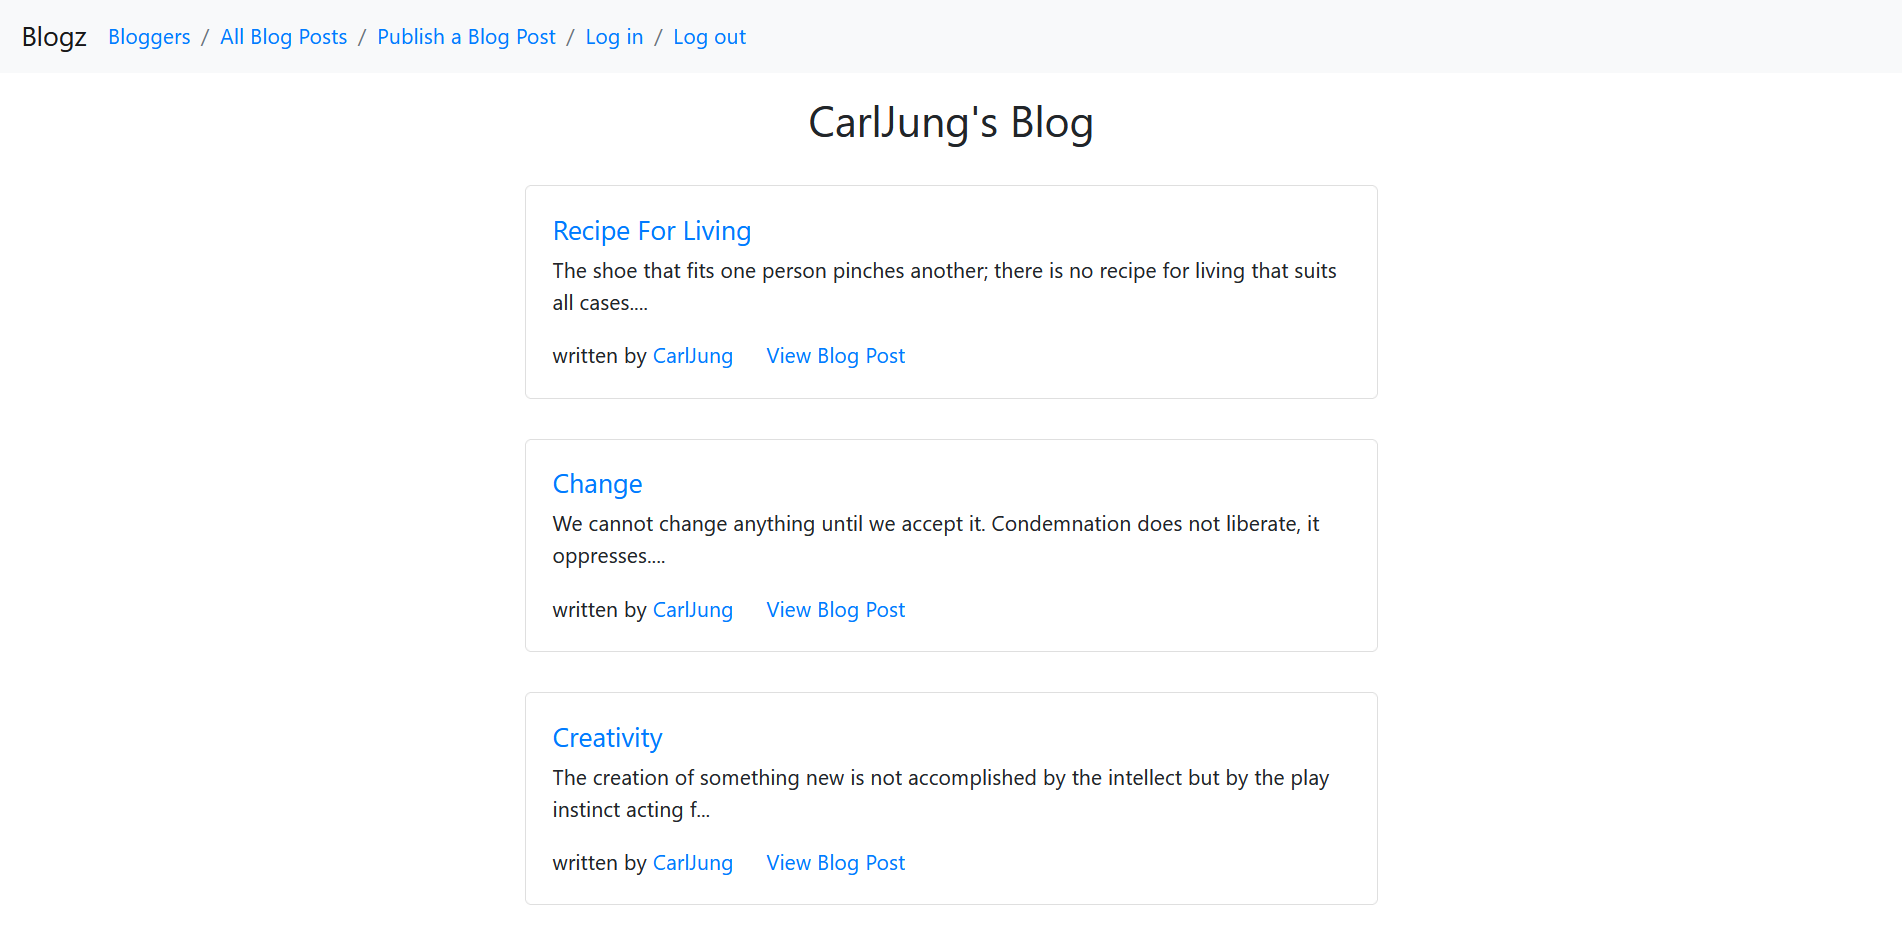 Blogz Bloggers / All Blog Posts / Publish a Blog Post / Log in / Log out
CarlJung's Blog
Recipe For Living
The shoe that fits one person pinches another; there is no recipe for living that suits
all cases....
written by CarlJung View Blog Post
Change
We cannot change anything until we accept it. Condemnation does not liberate, it
oppresses....
written by CarlJung View Blog Post
Creativity
The creation of something new is not accomplished by the intellect but by the play
instinct acting f...
written by CarlJung View Blog Post